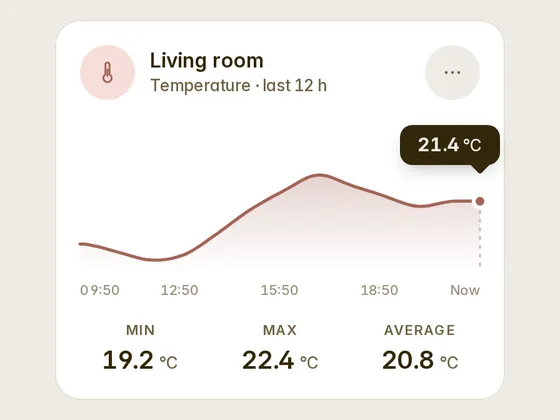 Living room
Temperature · last 12 h
...
21.4 °C
09:50 12:50 15:50 18:50 Now
MIN MAX AVERAGE
19.2 °C 22.4 °C 20.8 °C